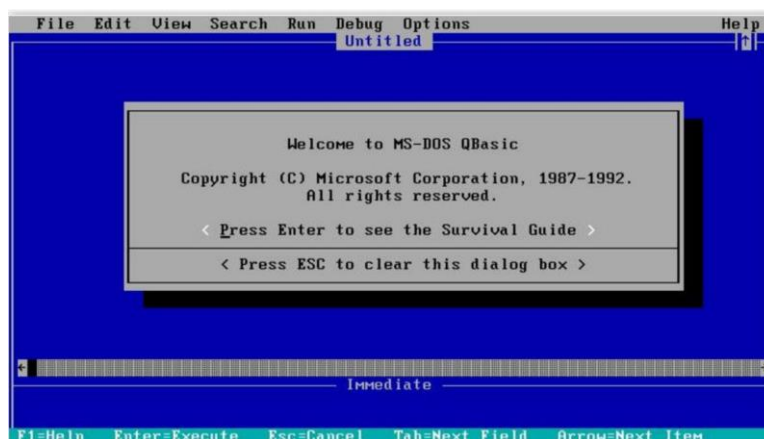 File Edit View Search Run Debug Options Help
Untitled
Welcome to MS-DOS QBasic
Copyright (C) Microsoft Corporation, 1987-1992.
All rights reserved.
< Press Enter to see the Survival Guide >
< Press ESC to clear this dialog box >
Immediate
F1=Help Enter=Execute Esc=Cancel Tab=Next Field Arrow=Next Item